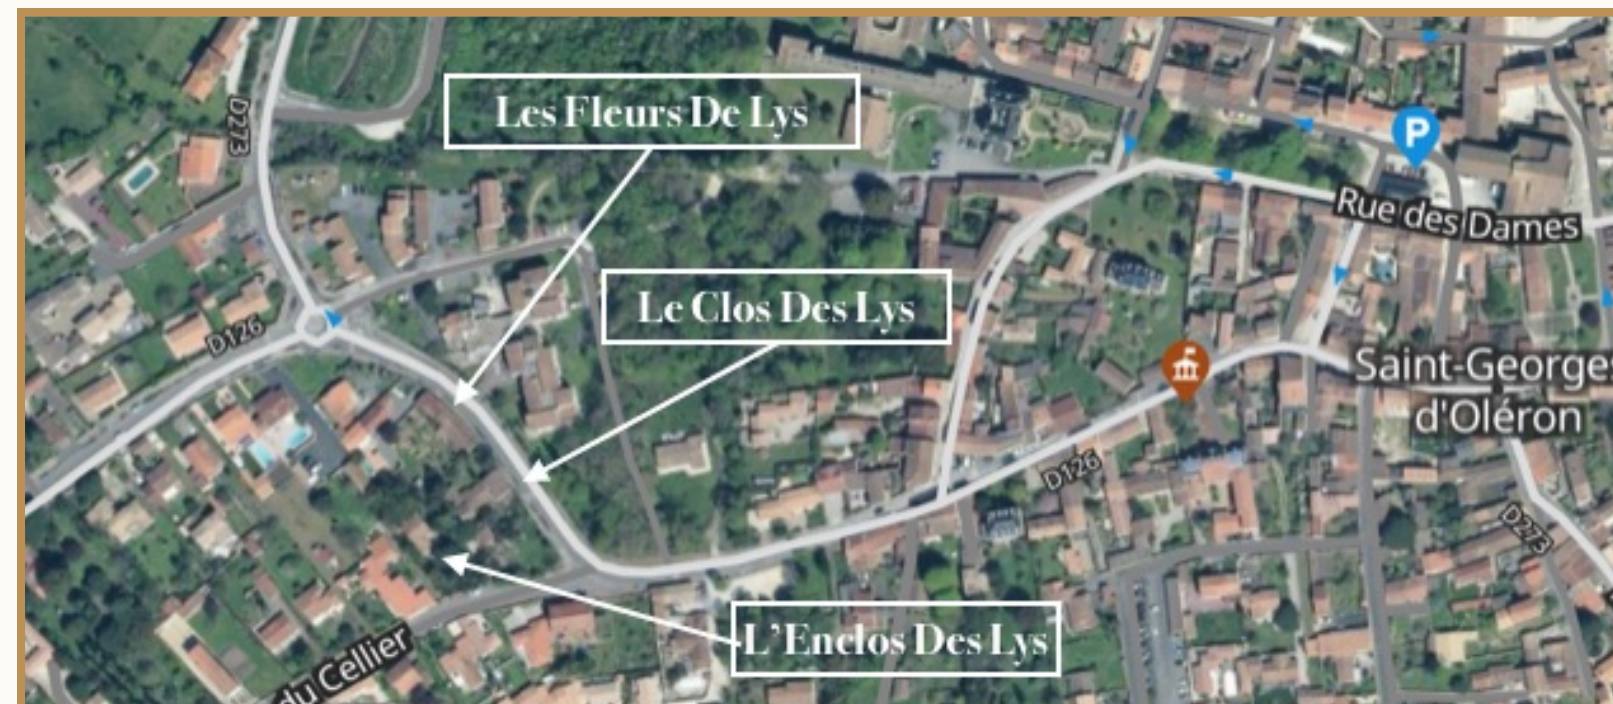 Les Fleurs De Lys
D273
P
Rue des Dames
Le Clos Des Lys
D126
Saint-Georges
d'Oléron
D126
D273
L'Enclos Des Lys
du Cellier